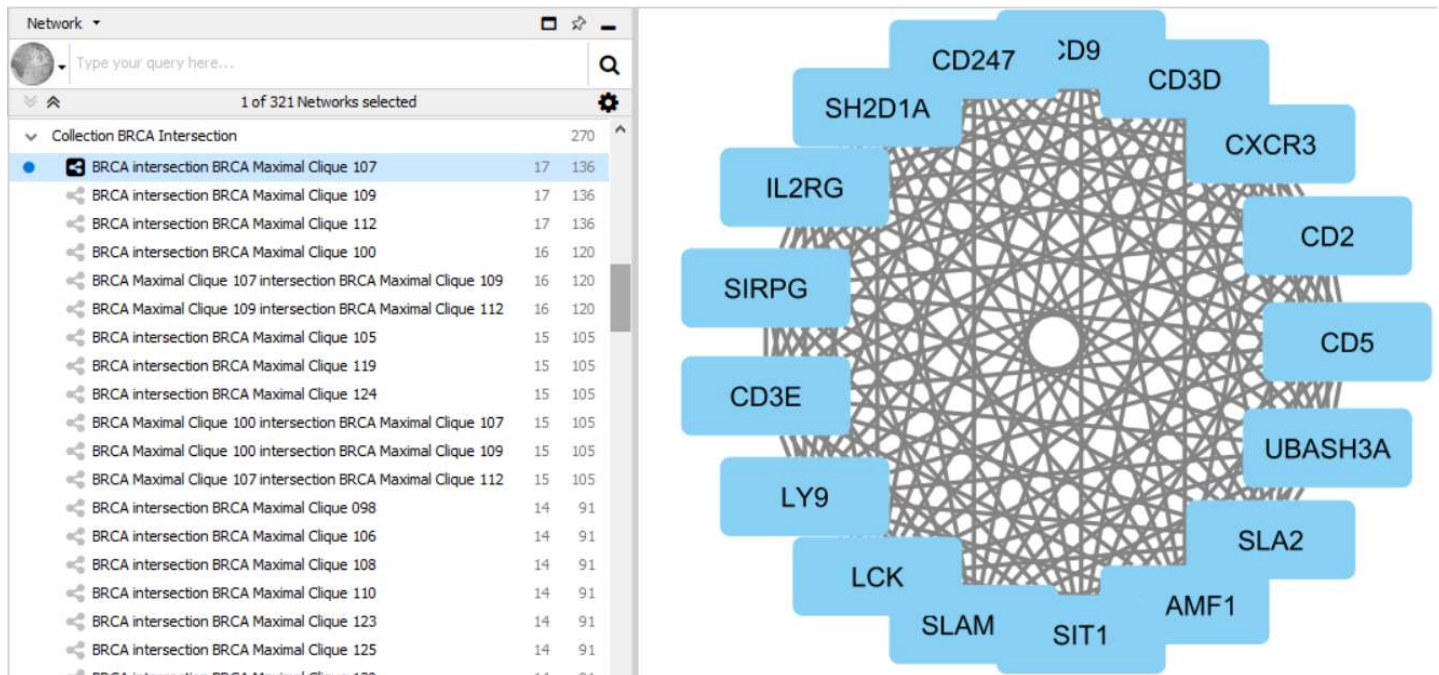 Network
Type your query here...
1 of 321 Networks selected
Collection BRCA Intersection 270
BRCA intersection BRCA Maximal Clique 107 17 136
BRCA intersection BRCA Maximal Clique 109 17 136
BRCA intersection BRCA Maximal Clique 112 17 136
BRCA intersection BRCA Maximal Clique 100 16 120
BRCA Maximal Clique 107 intersection BRCA Maximal Clique 109 16 120
BRCA Maximal Clique 109 intersection BRCA Maximal Clique 112 16 120
BRCA intersection BRCA Maximal Clique 105 15 105
BRCA intersection BRCA Maximal Clique 119 15 105
BRCA intersection BRCA Maximal Clique 124 15 105
BRCA Maximal Clique 100 intersection BRCA Maximal Clique 107 15 105
BRCA Maximal Clique 100 intersection BRCA Maximal Clique 109 15 105
BRCA Maximal Clique 107 intersection BRCA Maximal Clique 112 15 105
BRCA intersection BRCA Maximal Clique 098 14 91
BRCA intersection BRCA Maximal Clique 106 14 91
BRCA intersection BRCA Maximal Clique 108 14 91
BRCA intersection BRCA Maximal Clique 110 14 91
BRCA intersection BRCA Maximal Clique 123 14 91
BRCA intersection BRCA Maximal Clique 125 14 91
CD247
CD9
CD3D
SH2D1A
CXCR3
IL2RG
CD2
SIRPG
CD5
CD3E
UBASH3A
LY9
SLA2
LCK
AMF1
SLAM
SIT1